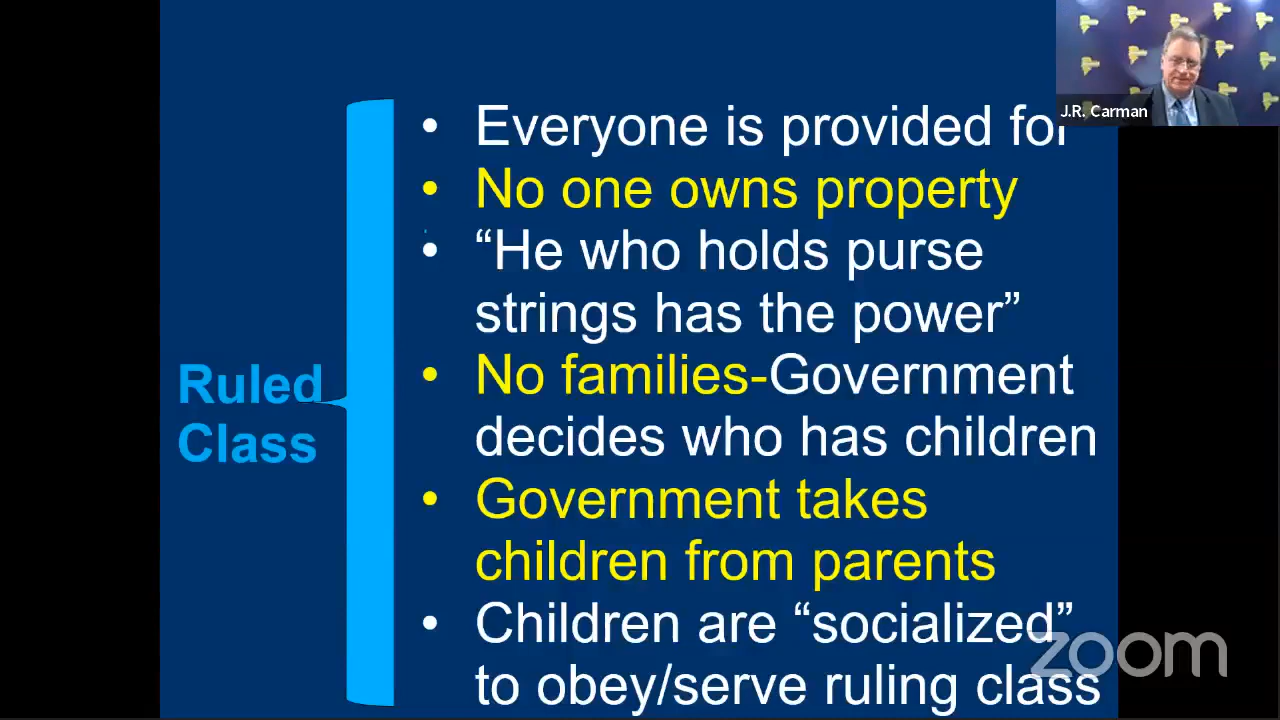 J.R. Carman
• Everyone is provided for
• No one owns property
• “He who holds purse
strings has the power”
• No families-Government
decides who has children
• Government takes
children from parents
• Children are “socialized”
to obey/serve ruling class
Ruled
Class
zoom